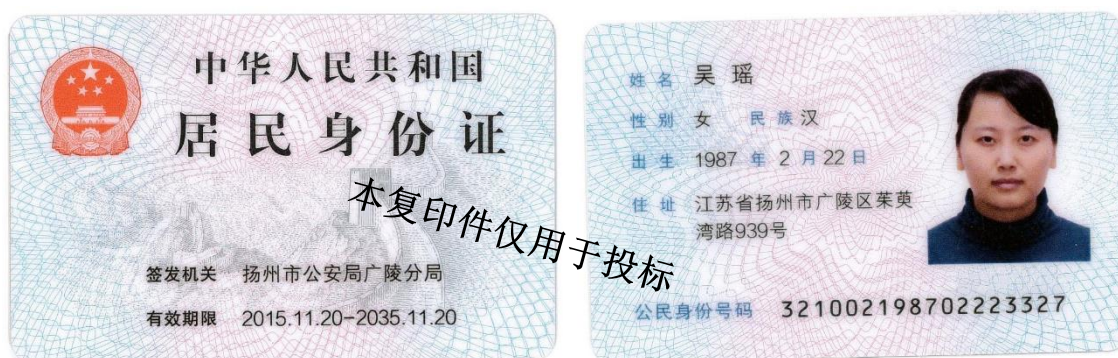 中华人民共和国
居民身份证
签发机关 扬州市公安局广陵分局
有效期限 2015.11.20-2035.11.20
本复印件仅用于投标
姓名 吴瑶
性别 女 民族 汉
出生 1987 年 2 月 22 日
住址 江苏省扬州市广陵区茱萸
湾路939号
公民身份号码 321002198702223327